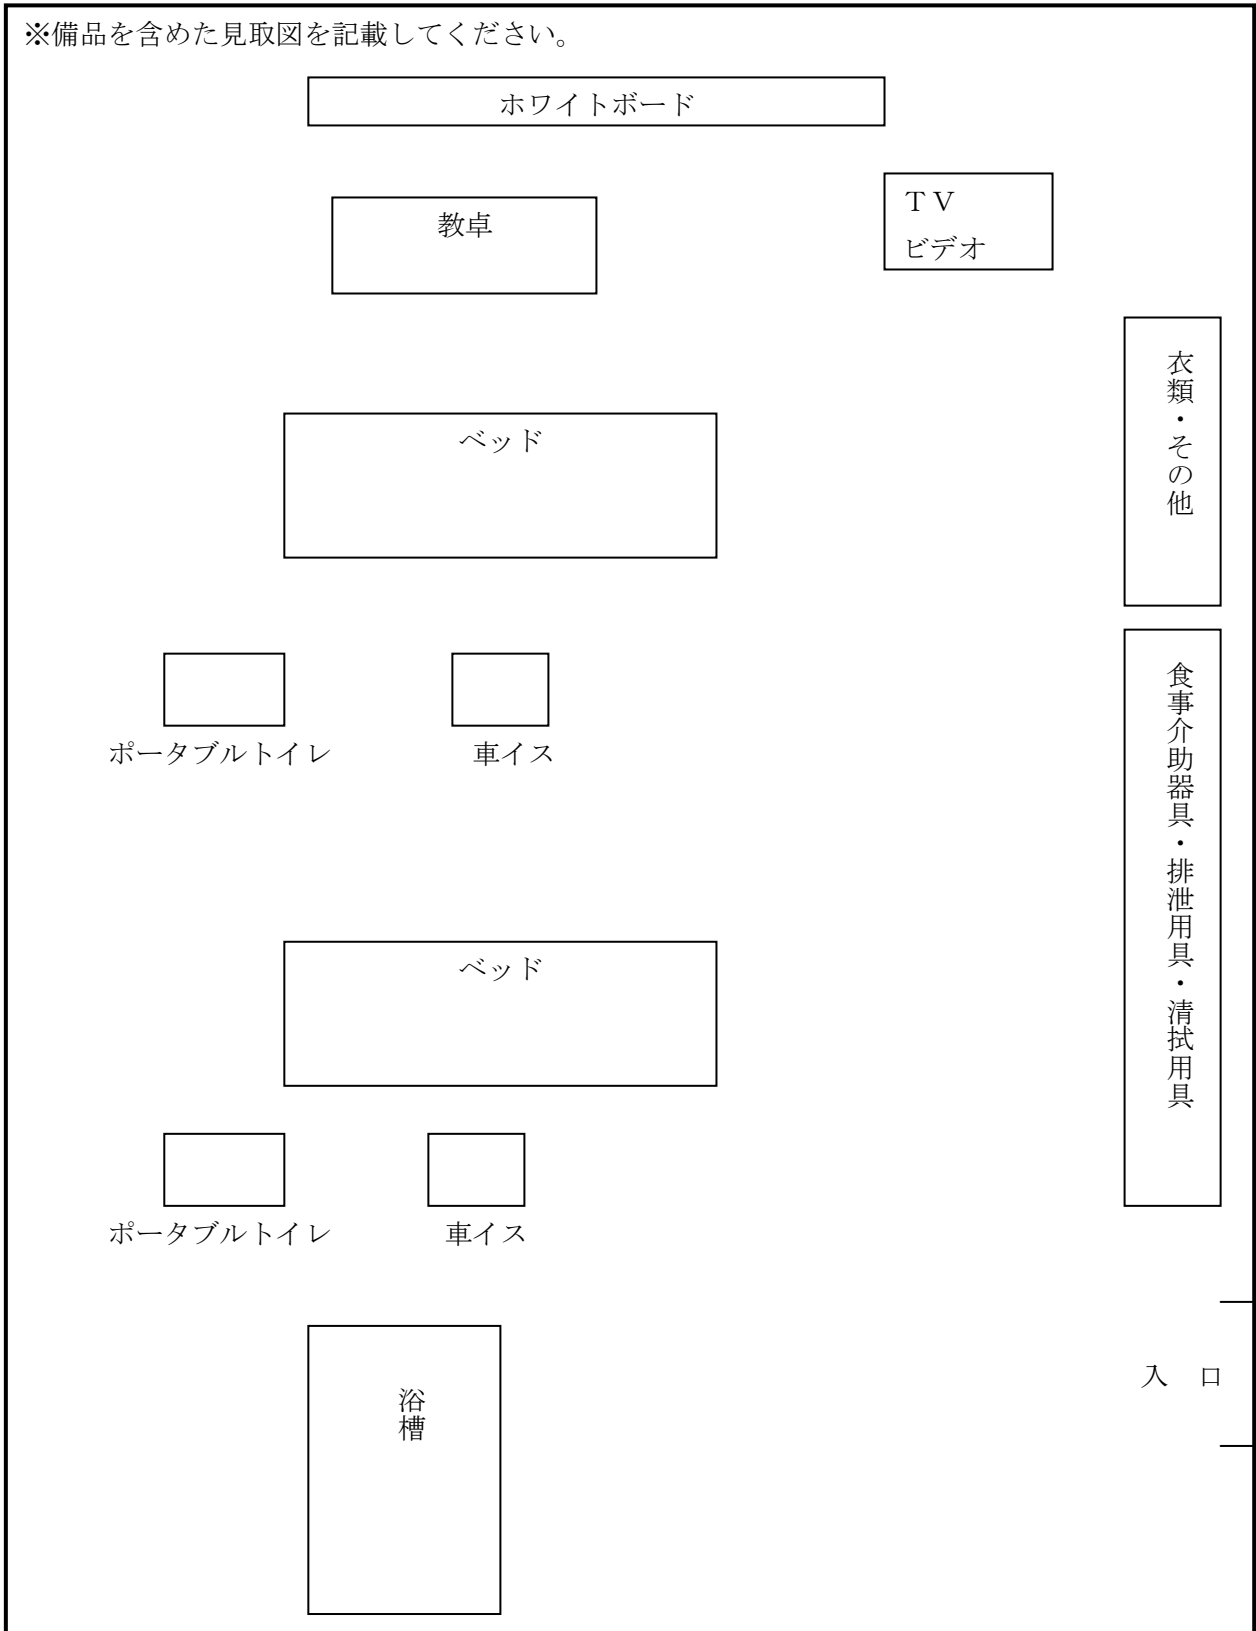 ※備品を含めた見取図を記載してください。
ホワイトボード
教卓
ＴＶ
ビデオ
衣類・その他
ベッド
食事介助器具・排泄用具・清拭用具
ポータブルトイレ
車イス
ベッド
ポータブルトイレ
車イス
入　口
浴槽